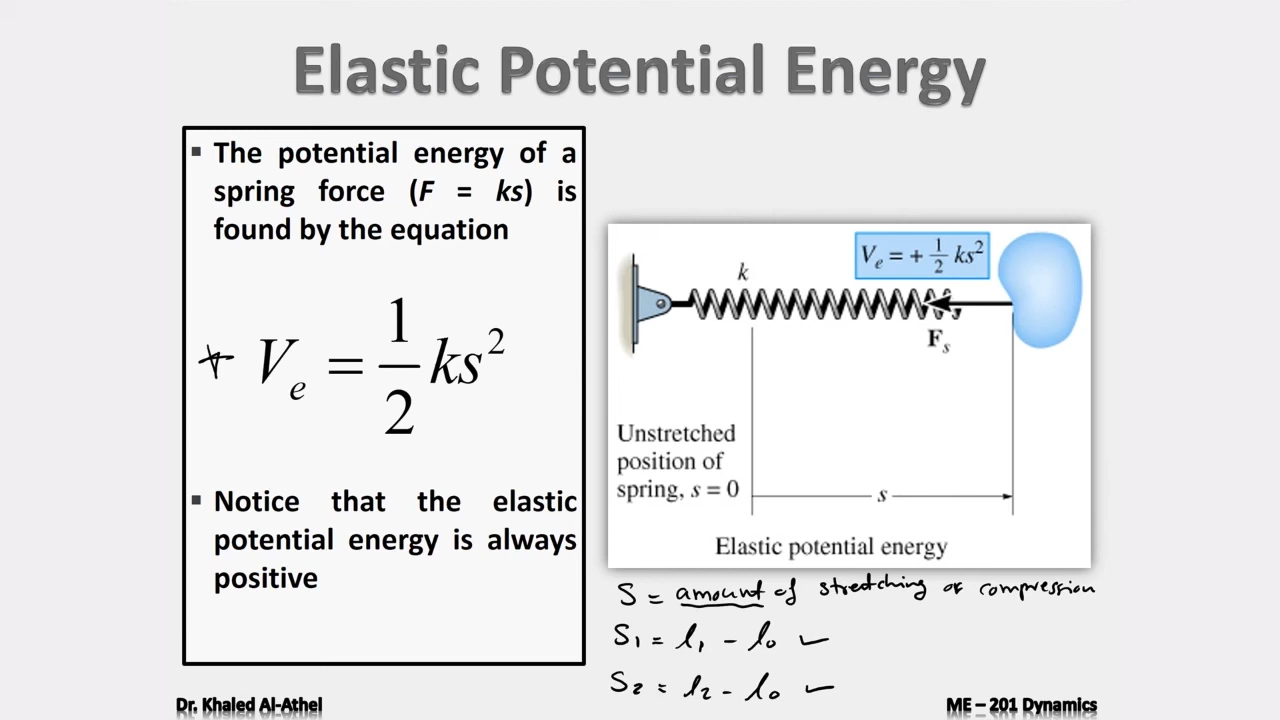 Elastic Potential Energy
▪ The potential energy of a
spring force (F = ks) is
found by the equation
+ Vₑ = 1/2 ks²
▪ Notice that the elastic
potential energy is always
positive
Vₑ = + 1/2 ks²
k
Fₛ
Unstretched
position of
spring, s = 0
s
Elastic potential energy
S = amount of stretching or compression
S₁ = l₁ - l₀ ✓
S₂ = l₂ - l₀ ✓
Dr. Khaled Al-Athel
ME – 201 Dynamics